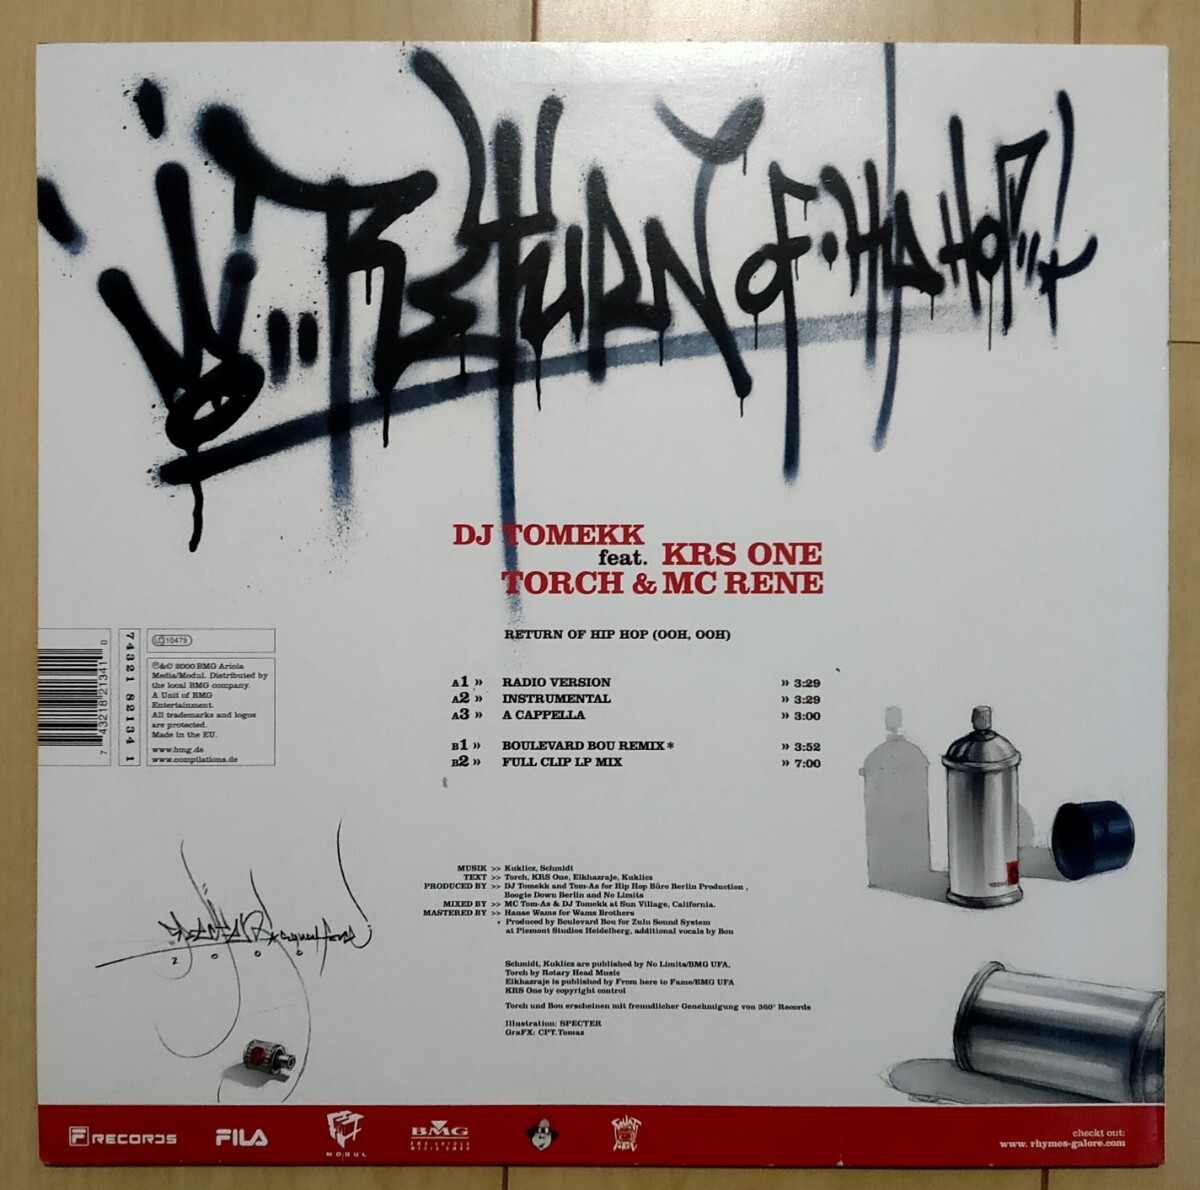 RETURN OF HIP HOP
DJ TOMEKK
feat. KRS ONE
TORCH & MC RENE
RETURN OF HIP HOP (OOH, OOH)
A1 » RADIO VERSION » 3:29
A2 » INSTRUMENTAL » 3:29
A3 » A CAPPELLA » 3:00
B1 » BOULEVARD BOU REMIX * » 3:52
B2 » FULL CLIP LP MIX » 7:00
7 43218 21341 0
74321 82134 1
LC 10479
℗&© 2000 BMG Ariola
Media/Modul. Distributed by
the local BMG company.
A Unit of BMG
Entertainment.
All trademarks and logos
are protected.
Made in the EU.
www.bmg.de
www.compilations.de
MUSIK >> Kuklicz, Schmidt
TEXT >> Torch, KRS One, Elkhazraje, Kuklicz
PRODUCED BY >> DJ Tomekk and Tom-As for Hip Hop Büro Berlin Production ,
Boogie Down Berlin and No Limits
MIXED BY >> MC Tom-As & DJ Tomekk at Sun Village, California.
MASTERED BY >> Hanse Wams for Wams Brothers
* Produced by Boulevard Bou for Zulu Sound System
at Piemont Studios Heidelberg, additional vocals by Bou
Schmidt, Kuklicz are published by No Limits/BMG UFA,
Torch by Rotary Head Music
Elkhazraje is published by From here to Fame/BMG UFA
KRS One by copyright control
Torch und Bou erscheinen mit freundlicher Genehmigung von 360° Records
Illustration: SPECTER
GraFX: CPT.Tomas
2000
F RECORDS
FILA
MODUL
BMG
BMG ARIOLA
MEDIA GMBH
checkt out:
www. rhymes-galore.com